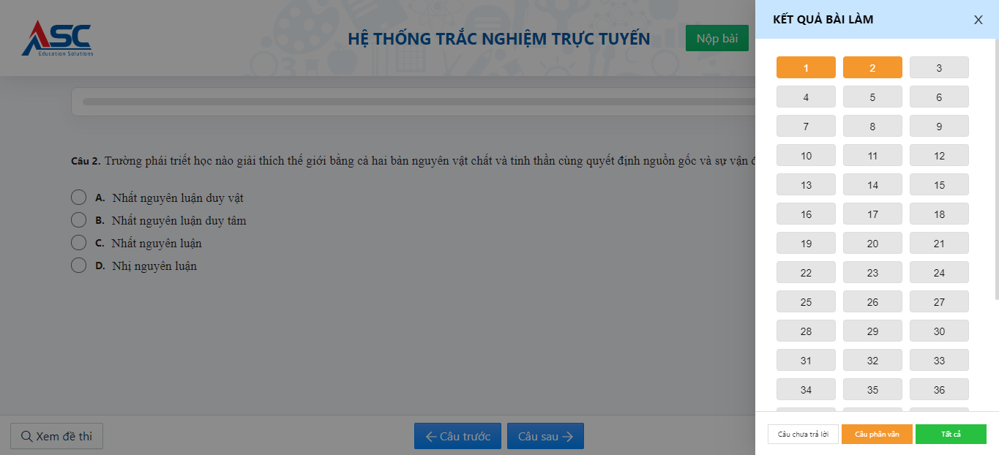 ASC
Education Solutions
HỆ THỐNG TRẮC NGHIỆM TRỰC TUYẾN
Nộp bài
Câu 2. Trường phái triết học nào giải thích thế giới bằng cả hai bản nguyên vật chất và tinh thần cùng quyết định nguồn gốc và sự vận
A. Nhất nguyên luận duy vật
B. Nhất nguyên luận duy tâm
C. Nhất nguyên luận
D. Nhị nguyên luận
Xem đề thi
Câu trước
Câu sau
KẾT QUẢ BÀI LÀM
1 2 3
4 5 6
7 8 9
10 11 12
13 14 15
16 17 18
19 20 21
22 23 24
25 26 27
28 29 30
31 32 33
34 35 36
Câu chưa trả lời Câu phân vân Tất cả